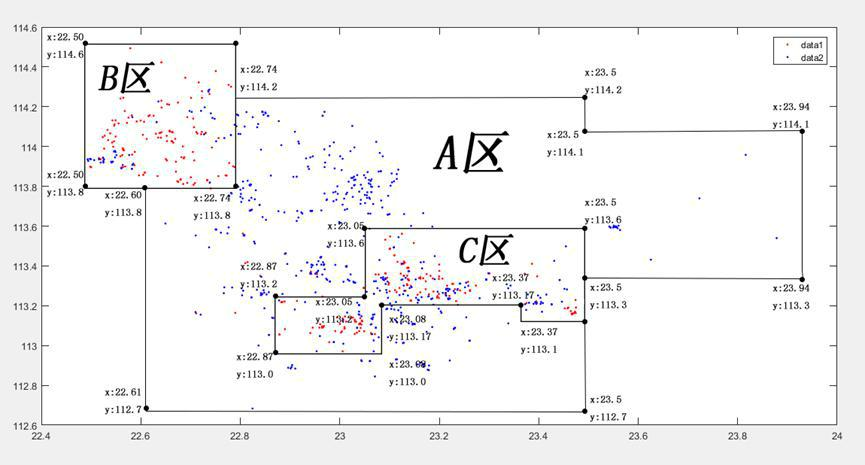 114.6
114.4
114.2
114
113.8
113.6
113.4
113.2
113
112.8
112.6
22.4
22.6
22.8
23
23.2
23.4
23.6
23.8
24
data1
data2
B区
A区
C区
x:22.50
y:114.6
x:22.74
y:114.2
x:23.5
y:114.2
x:23.94
y:114.1
x:23.5
y:114.1
x:22.50
y:113.8
x:22.60
y:113.8
x:22.74
y:113.8
x:23.05
y:113.6
x:23.5
y:113.6
x:22.87
y:113.2
x:23.05
y:113.2
x:23.37
y:113.17
x:23.08
y:113.17
x:23.5
y:113.3
x:23.94
y:113.3
x:23.37
y:113.1
x:22.87
y:113.0
x:23.08
y:113.0
x:22.61
y:112.7
x:23.5
y:112.7